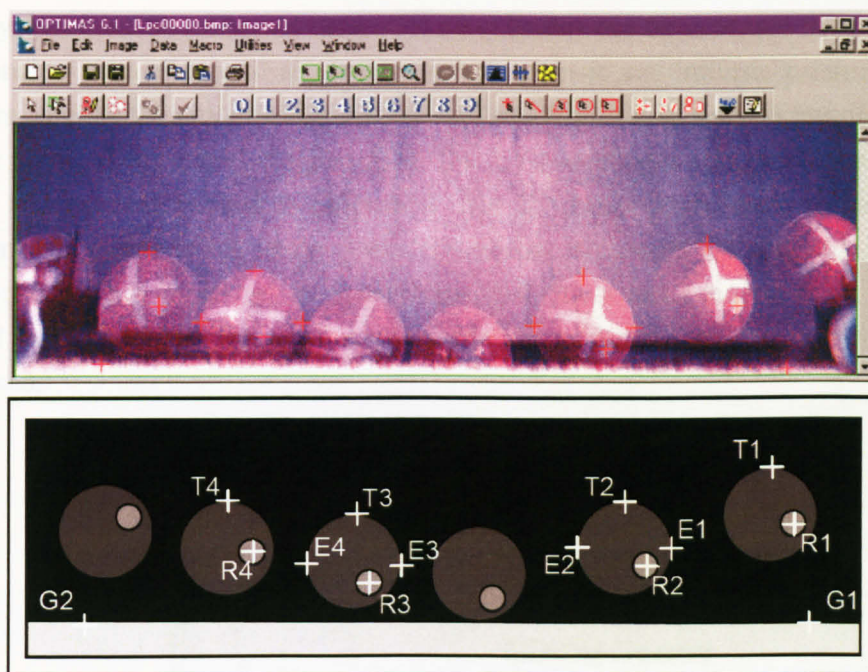 OPTIMAS 6.1 - [Lpc00080.bmp: Image1]
File Edit Image Data Macro Utilities View Window Help
0 1 2 3 4 5 6 7 8 9
T1
T4 T3 T2
E4 E3 E2 E1 R1
R4 R3 R2
G2 G1